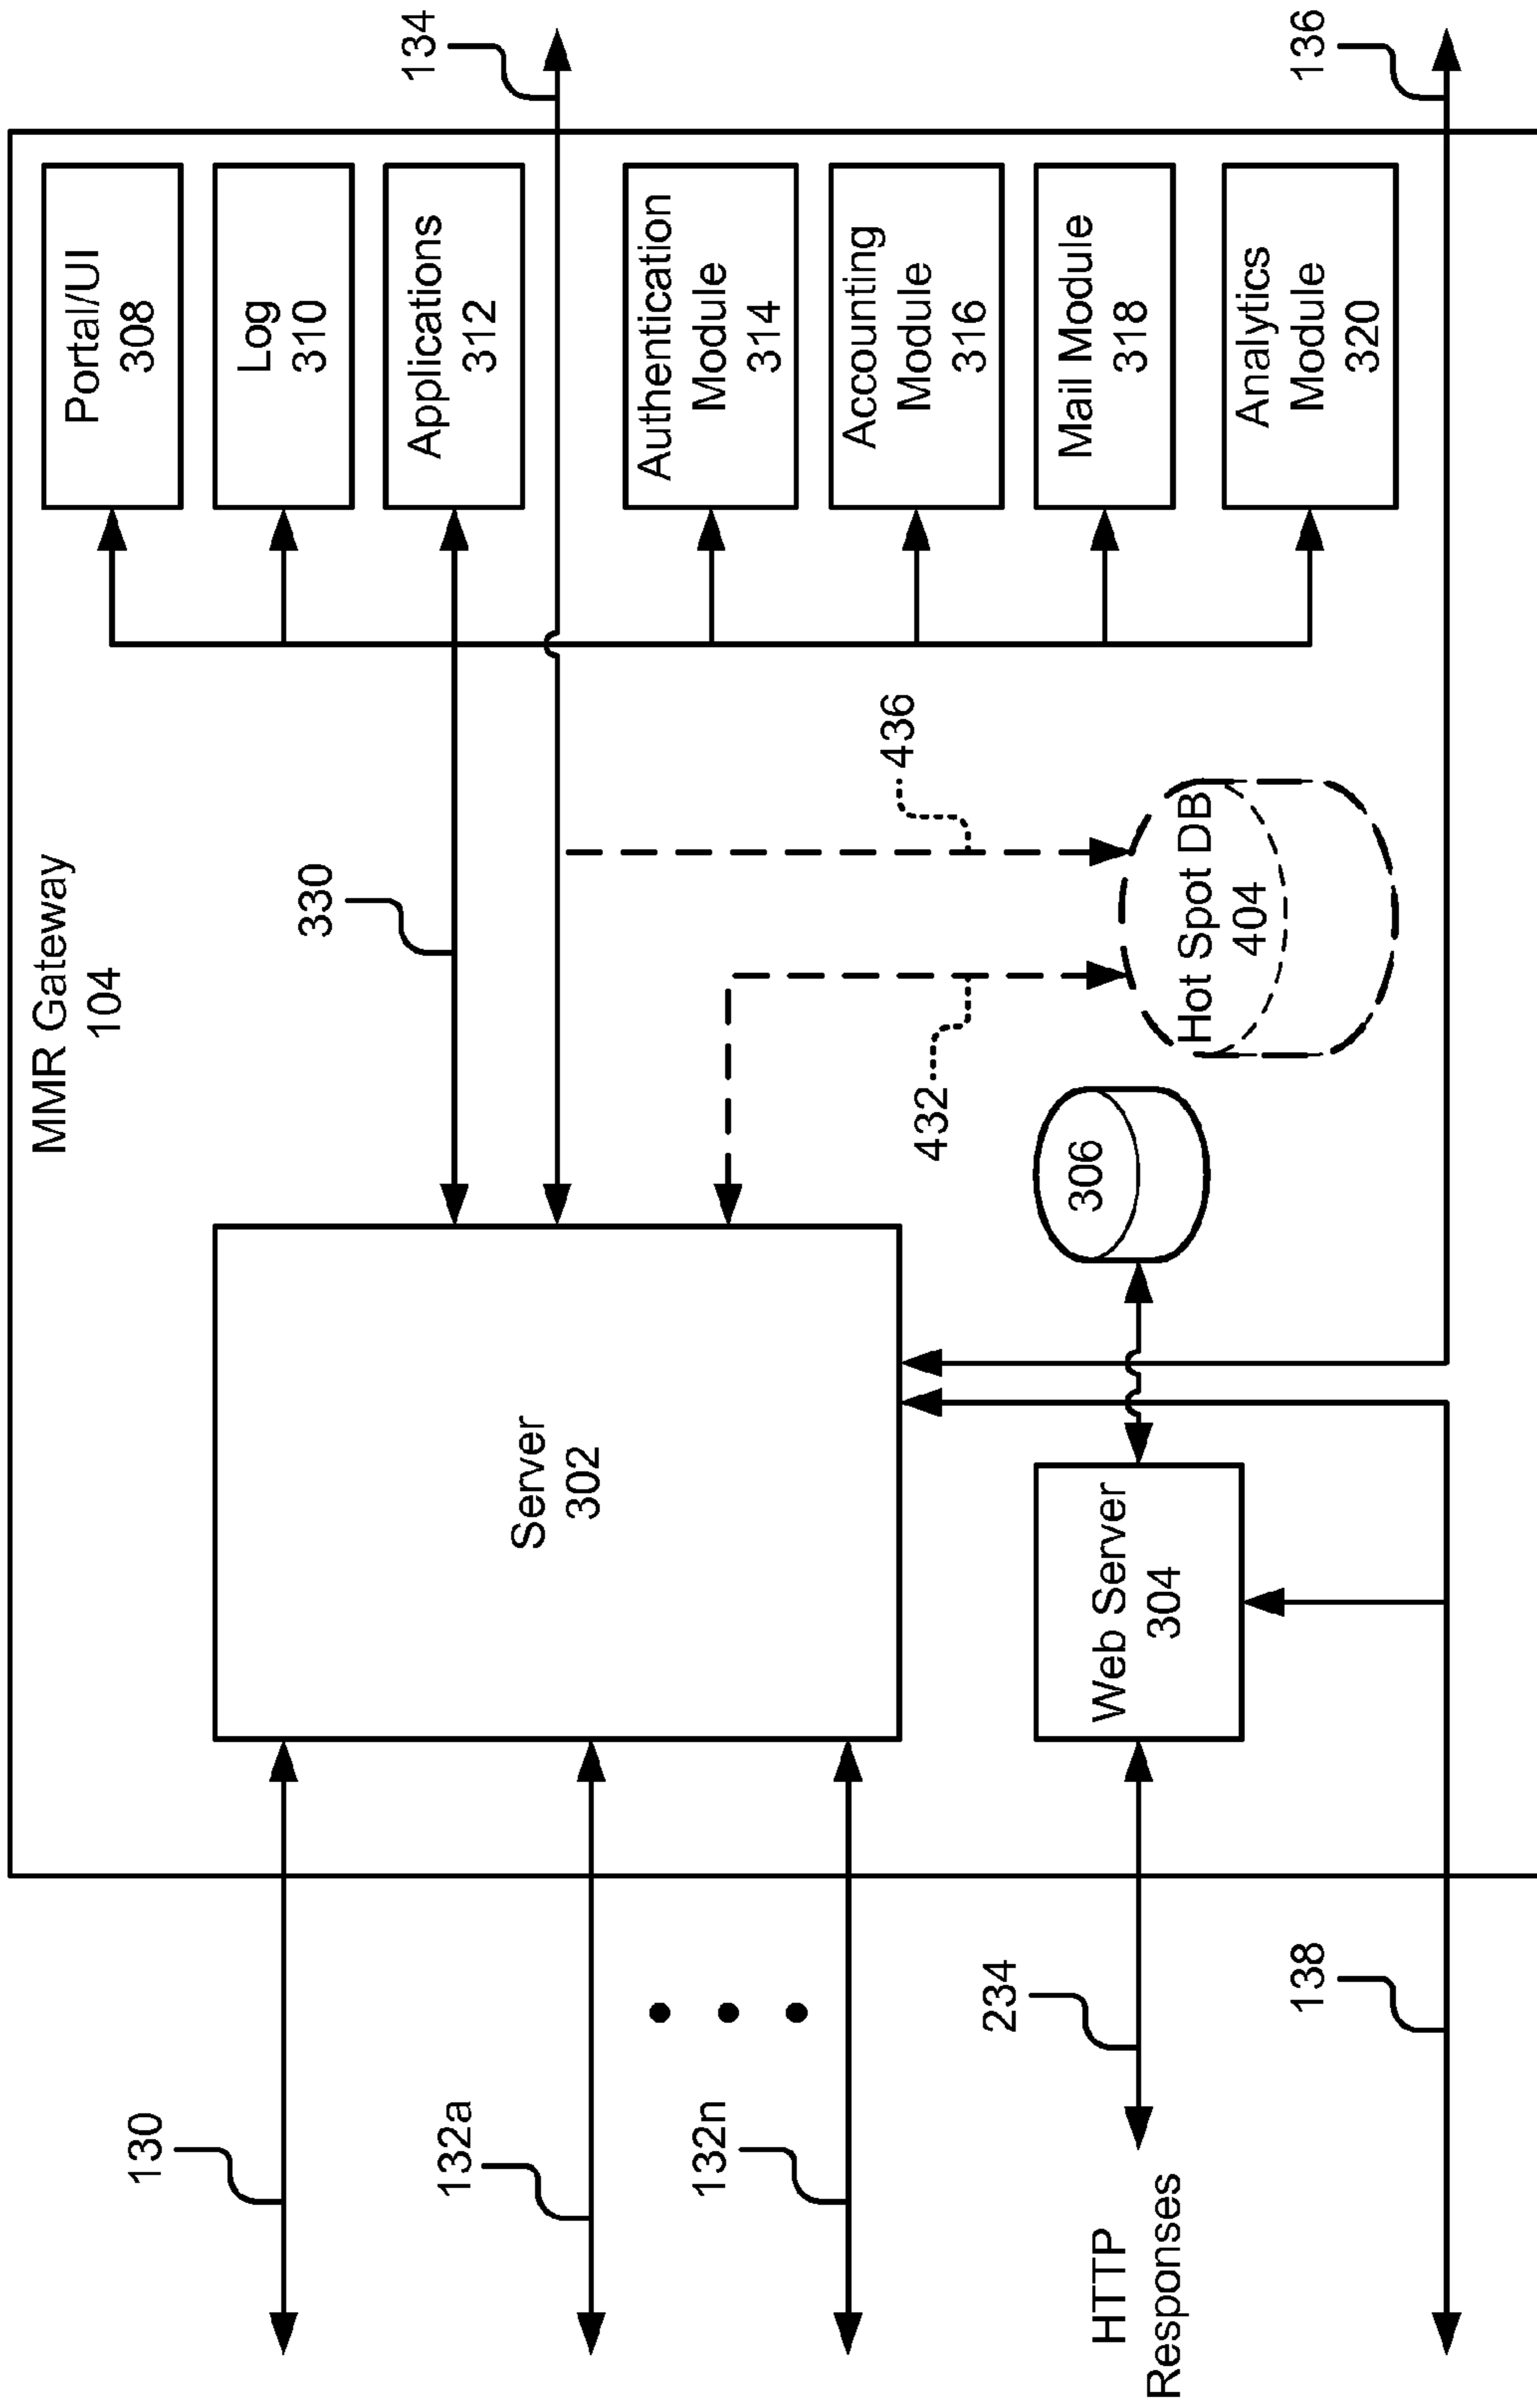 MMR Gateway
104
130
132a
132n
234
HTTP
Responses
138
Server
302
Web Server
304
306
330
432
436
Hot Spot DB
404
Portal/UI
308
Log
310
Applications
312
Authentication
Module
314
Accounting
Module
316
Mail Module
318
Analytics
Module
320
134
136